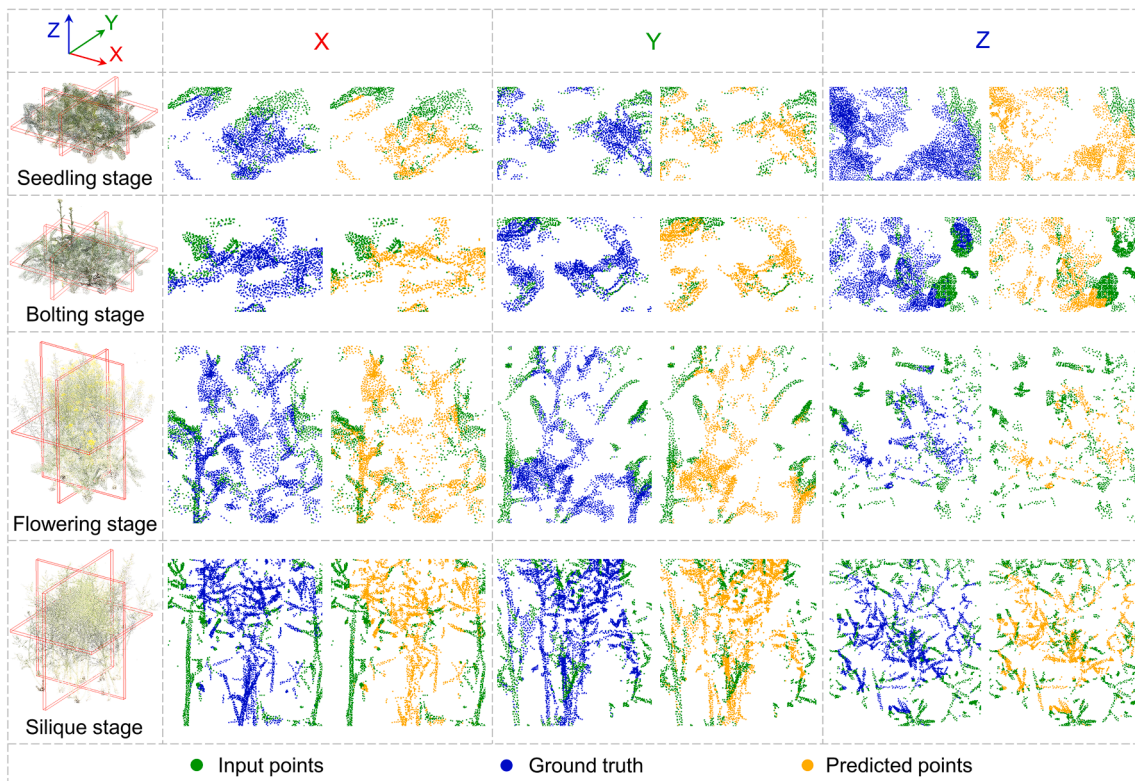 Z
Y
X
X
Y
Z
Seedling stage
Bolting stage
Flowering stage
Silique stage
Input points
Ground truth
Predicted points